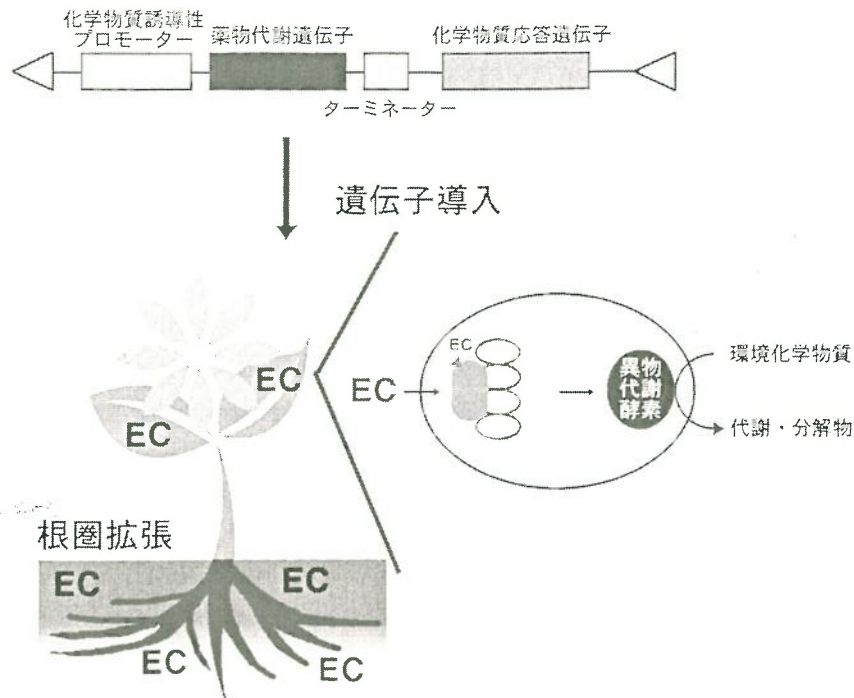 化学物質誘導性
プロモーター
薬物代謝遺伝子
化学物質応答遺伝子
ターミネーター
遺伝子導入
EC
EC
EC
EC
異物
代謝
酵素
環境化学物質
代謝・分解物
根圏拡張
EC
EC
EC
EC